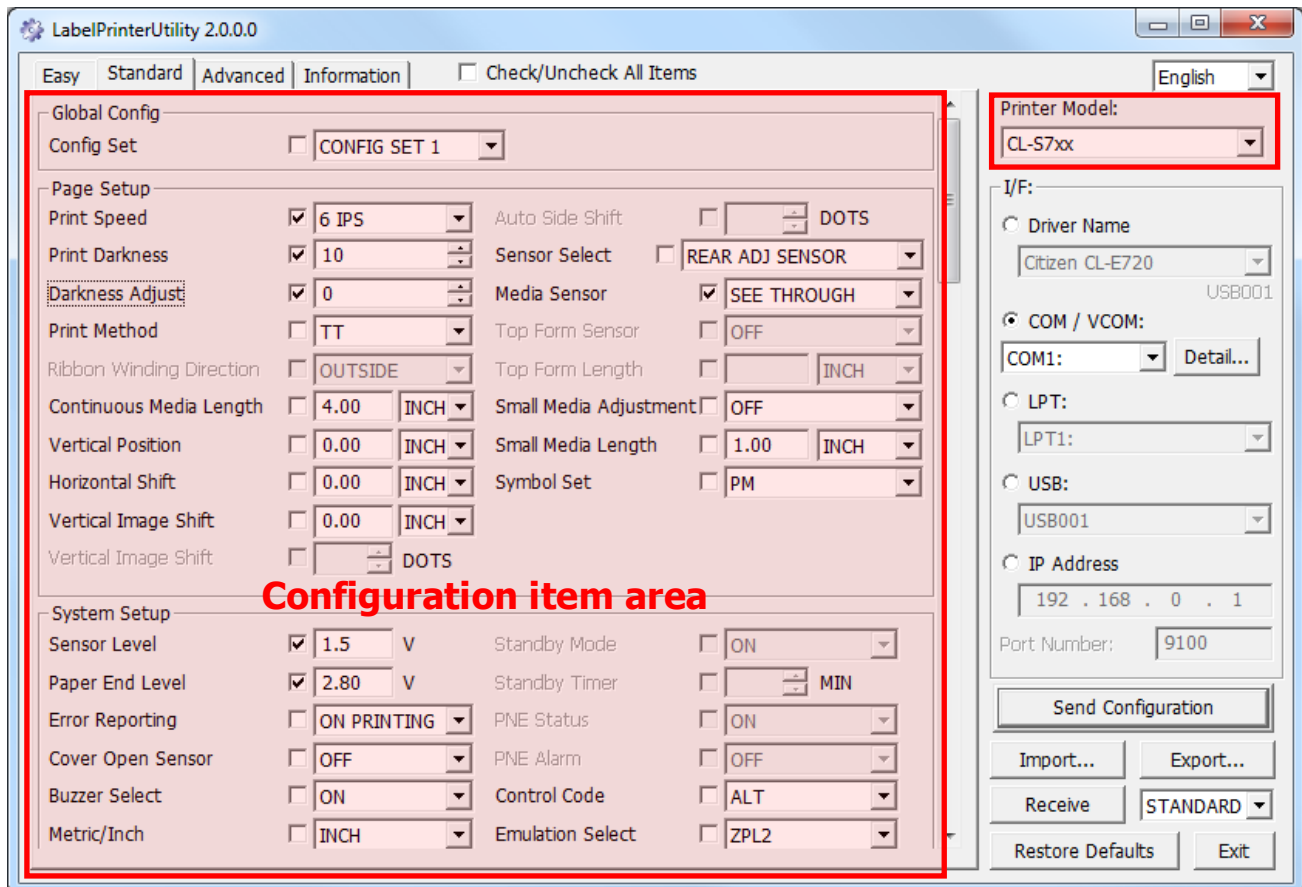 LabelPrinterUtility 2.0.0.0
Easy Standard Advanced Information Check/Uncheck All Items English
Global Config
Config Set CONFIG SET 1
Page Setup
Print Speed 6 IPS Auto Side Shift DOTS
Print Darkness 10 Sensor Select REAR ADJ SENSOR
Darkness Adjust 0 Media Sensor SEE THROUGH
Print Method TT Top Form Sensor OFF
Ribbon Winding Direction OUTSIDE Top Form Length INCH
Continuous Media Length 4.00 INCH Small Media Adjustment OFF
Vertical Position 0.00 INCH Small Media Length 1.00 INCH
Horizontal Shift 0.00 INCH Symbol Set PM
Vertical Image Shift 0.00 INCH
Vertical Image Shift DOTS
Configuration item area
System Setup
Sensor Level 1.5 V Standby Mode ON
Paper End Level 2.80 V Standby Timer MIN
Error Reporting ON PRINTING PNE Status ON
Cover Open Sensor OFF PNE Alarm OFF
Buzzer Select ON Control Code ALT
Metric/Inch INCH Emulation Select ZPL2
Printer Model:
CL-S7xx
I/F:
Driver Name
Citizen CL-E720
USB001
COM / VCOM:
COM1: Detail...
LPT:
LPT1:
USB:
USB001
IP Address
192 . 168 . 0 . 1
Port Number: 9100
Send Configuration
Import... Export...
Receive STANDARD
Restore Defaults Exit